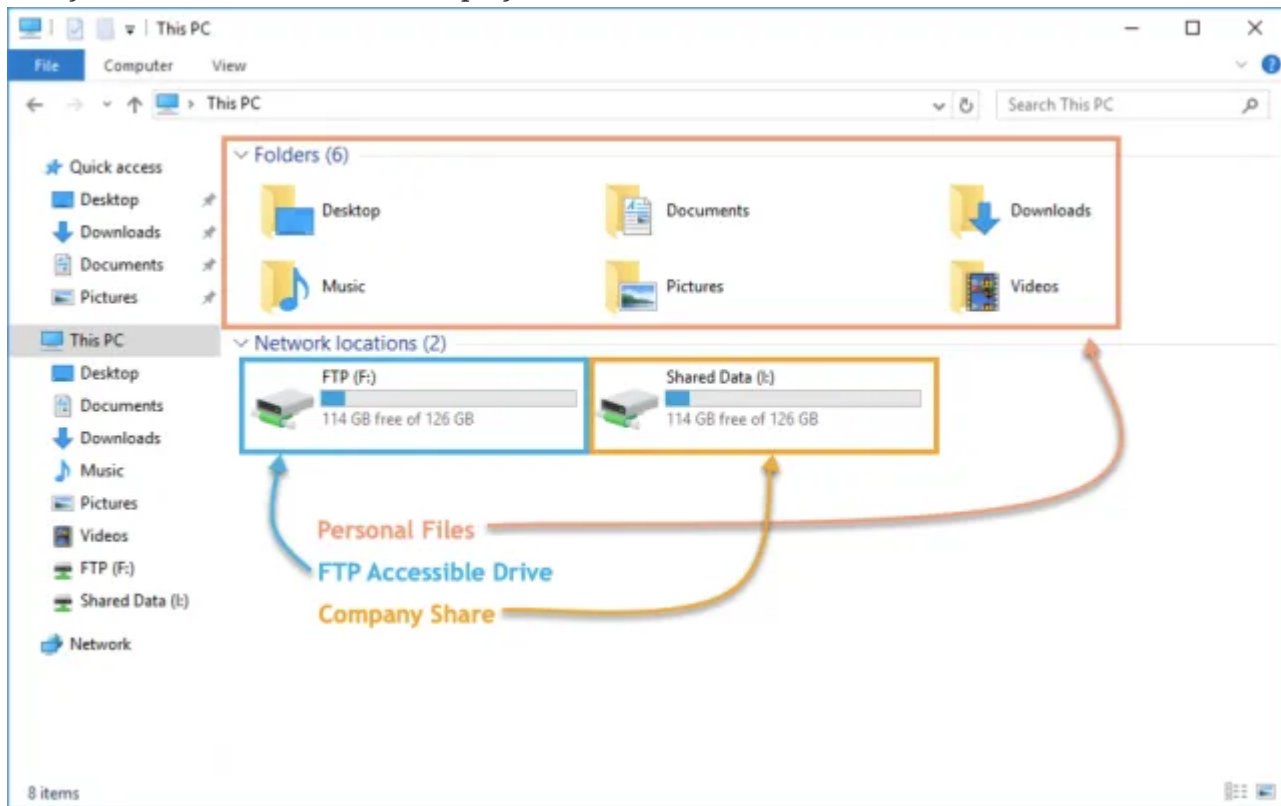 This PC
File Computer View
This PC
Search This PC
Quick access
Desktop
Downloads
Documents
Pictures
This PC
Desktop
Documents
Downloads
Music
Pictures
Videos
FTP (F:)
Shared Data (I:)
Network
Folders (6)
Desktop Documents Downloads
Music Pictures Videos
Network locations (2)
FTP (F:) Shared Data (I:)
114 GB free of 126 GB 114 GB free of 126 GB
Personal Files
FTP Accessible Drive
Company Share
8 items